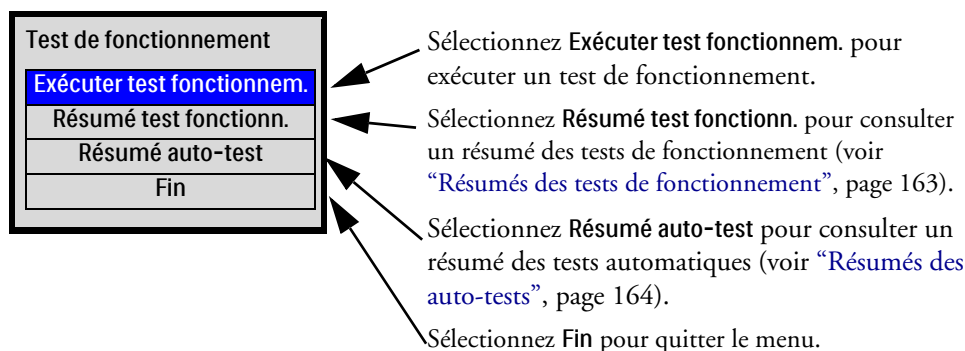 Test de fonctionnement
Exécuter test fonctionnem.
Résumé test fonctionn.
Résumé auto-test
Fin
Sélectionnez Exécuter test fonctionnem. pour
exécuter un test de fonctionnement.
Sélectionnez Résumé test fonctionn. pour consulter
un résumé des tests de fonctionnement (voir
“Résumés des tests de fonctionnement”, page 163).
Sélectionnez Résumé auto-test pour consulter un
résumé des tests automatiques (voir “Résumés des
auto-tests”, page 164).
Sélectionnez Fin pour quitter le menu.